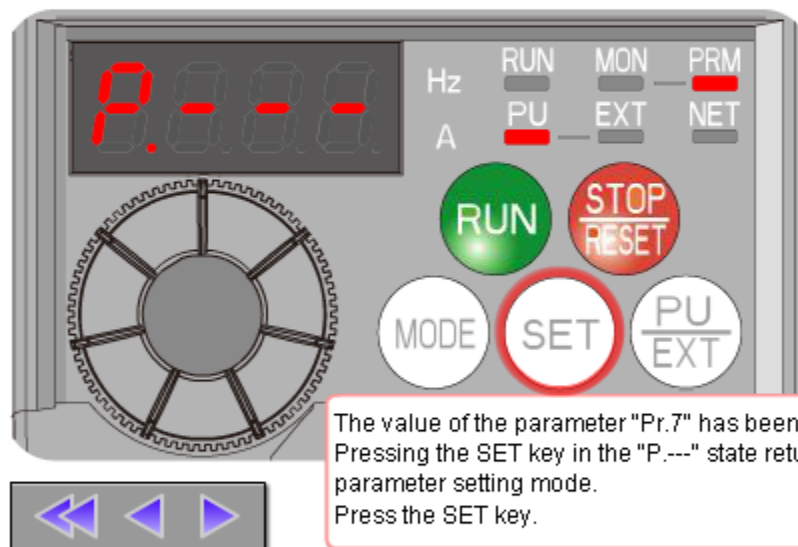 P.---
RUN MON PRM
Hz
PU EXT NET
A
RUN
STOP
RESET
MODE
SET
PU
EXT
The value of the parameter "Pr.7" has been
Pressing the SET key in the "P.---" state
parameter setting mode.
Press the SET key.